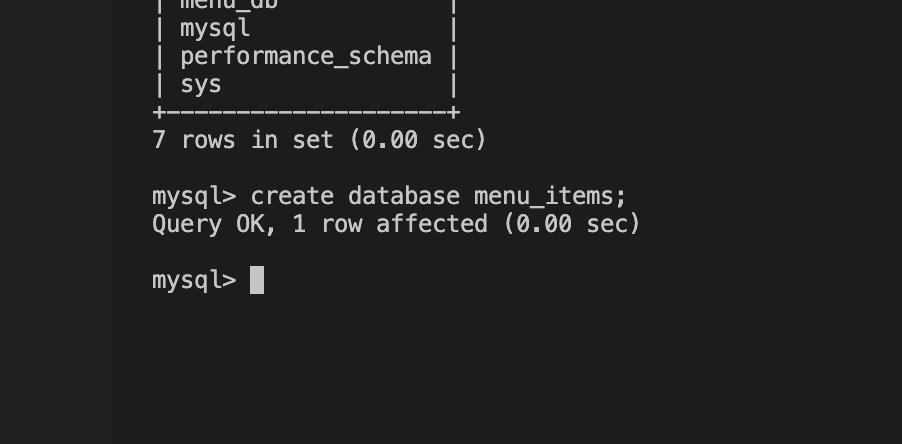 | menu_db            |
| mysql              |
| performance_schema |
| sys                |
+--------------------+
7 rows in set (0.00 sec)
mysql> create database menu_items;
Query OK, 1 row affected (0.00 sec)
mysql>